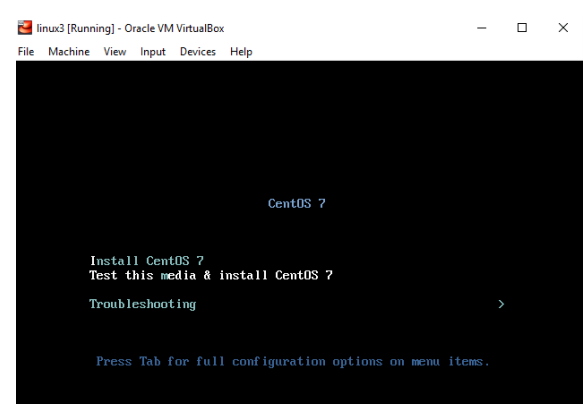 linux3 [Running] - Oracle VM VirtualBox
File Machine View Input Devices Help
CentOS 7
Install CentOS 7
Test this media & install CentOS 7
Troubleshooting >
Press Tab for full configuration options on menu items.